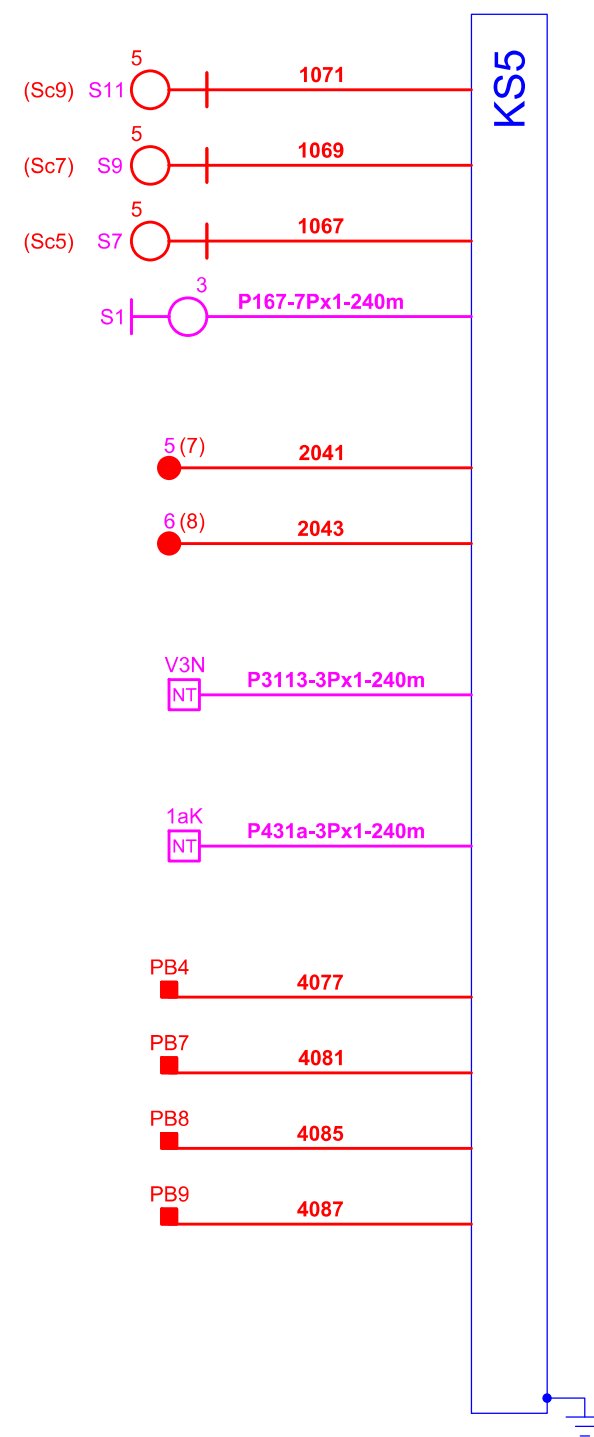 KS5
5
(Sc9) S11 1071
5
(Sc7) S9 1069
5
(Sc5) S7 1067
3
S1 P167-7Px1-240m
5 (7) 2041
6 (8) 2043
V3N
NT P3113-3Px1-240m
1aK
NT P431a-3Px1-240m
PB4 4077
PB7 4081
PB8 4085
PB9 4087